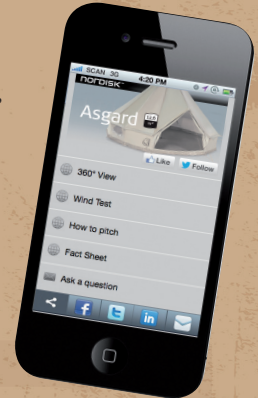 SCAN 3G 4:20 PM
NORDISK
Asgard
Like Follow
360° View
Wind Test
How to pitch
Fact Sheet
Ask a question